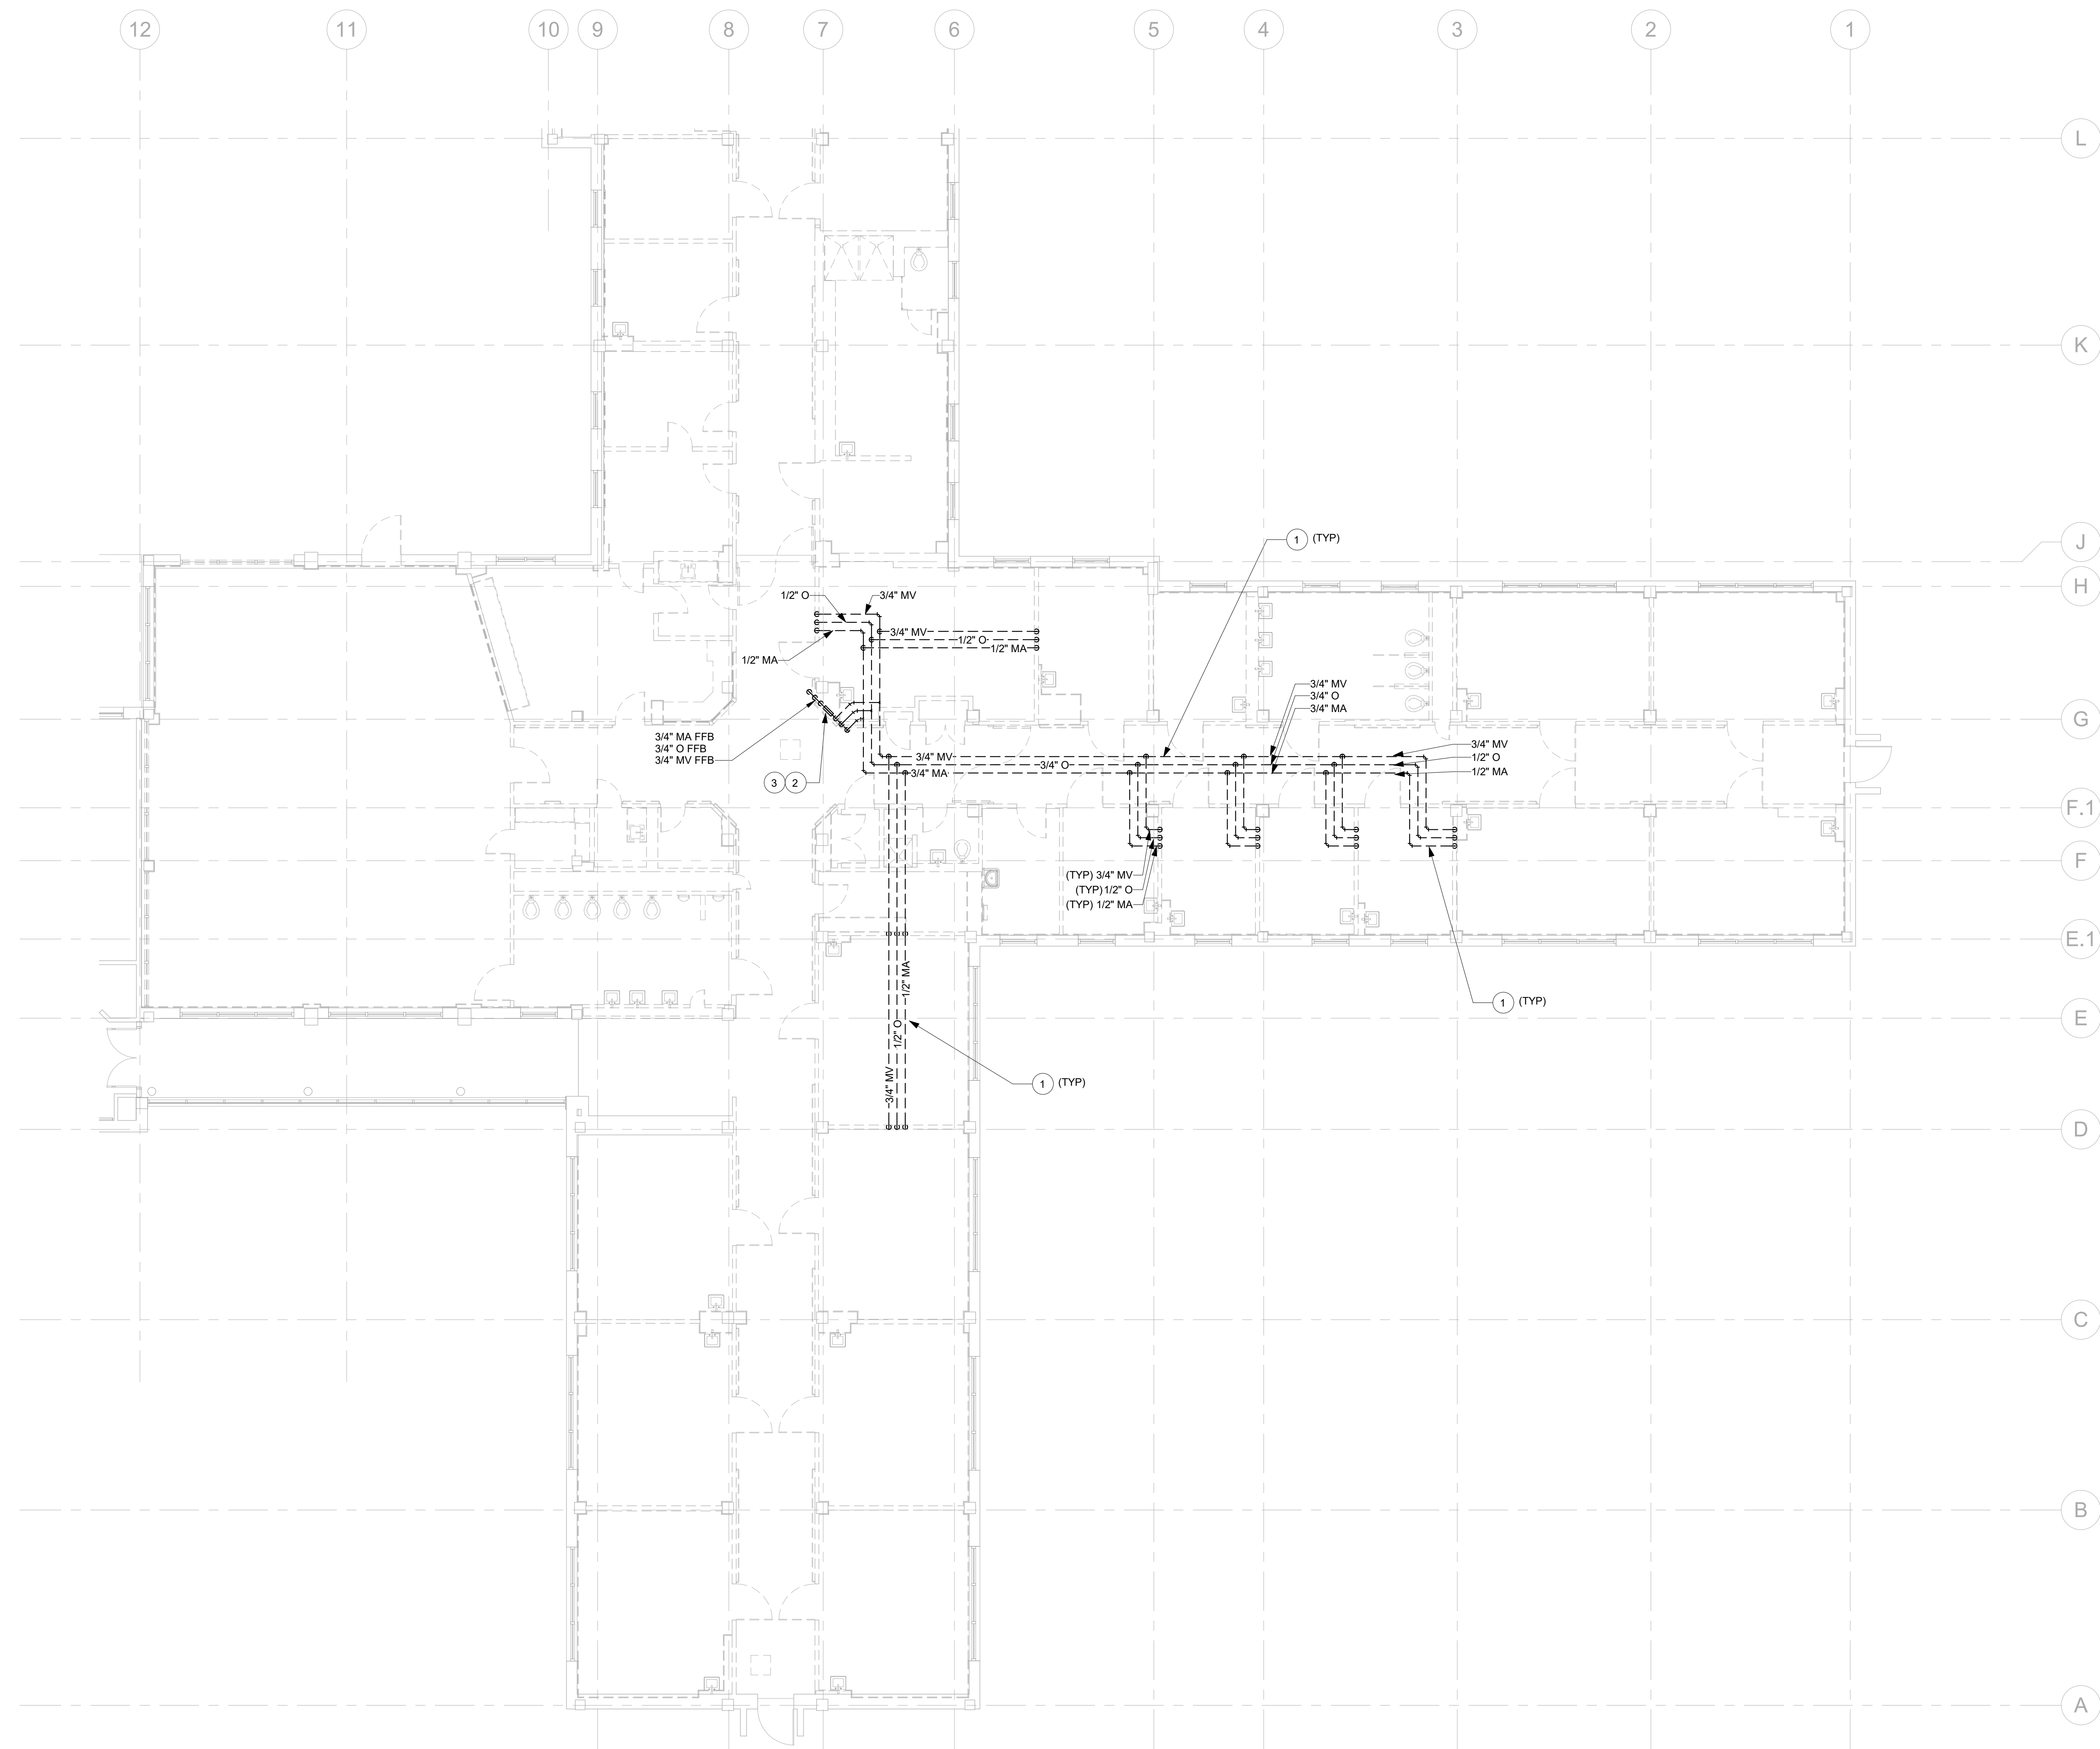 12 11 10 9 8 7 6 5 4 3 2 1
L
K
J
1 (TYP)
H
1/2" O
3/4" MV
3/4" MV
1/2" O
1/2" MA
1/2" MA
3/4" MV
3/4" O
3/4" MA
G
3/4" MA FFB
3/4" O FFB
3/4" MV FFB
3 2
3/4" MV
3/4" O
3/4" MA
3/4" MV
1/2" O
1/2" MA
F.1
F
(TYP) 3/4" MV
(TYP) 1/2" O
(TYP) 1/2" MA
E.1
1/2" MA
1/2" O
3/4" MV
1 (TYP)
E
1 (TYP)
D
C
B
A